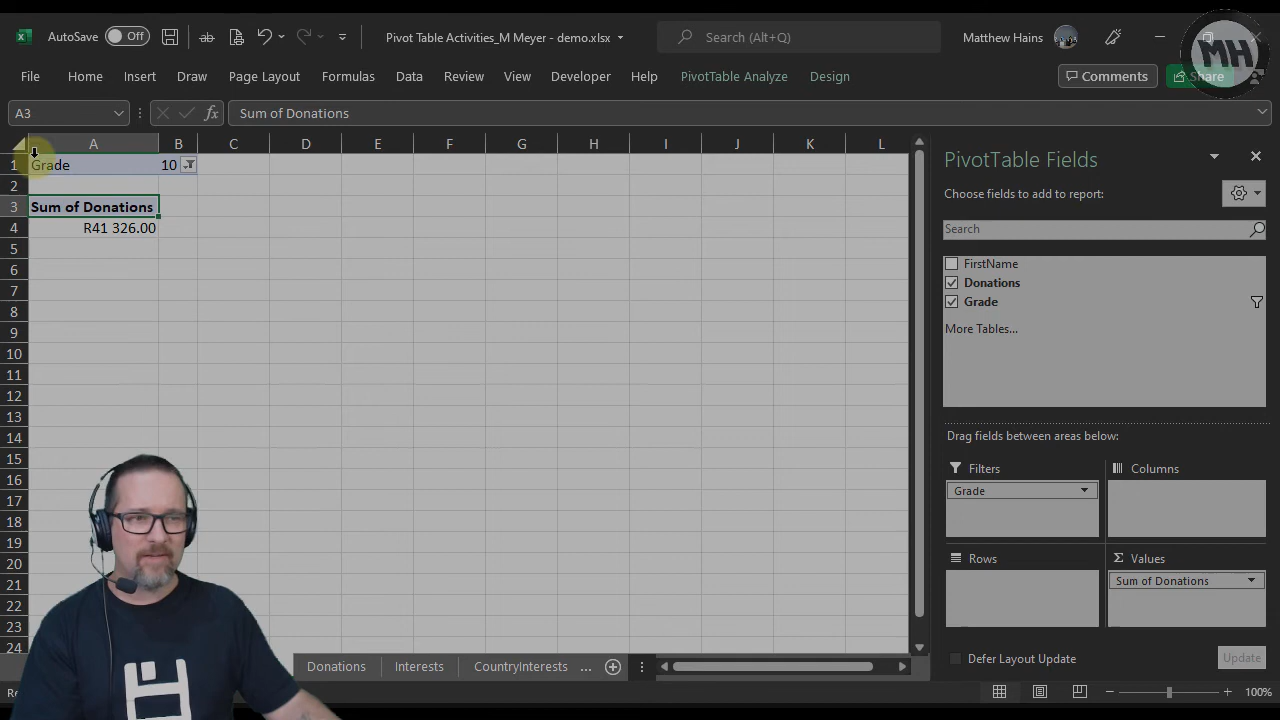 AutoSave Off Pivot Table Activities_M Meyer - demo.xlsx Search (Alt+Q) Matthew Hains MH
File Home Insert Draw Page Layout Formulas Data Review View Developer Help PivotTable Analyze Design Comments Share
A3 fx Sum of Donations
A B C D E F G H I J K L
1 Grade 10
2
3 Sum of Donations
4 R41 326.00
5
6
7
8
9
10
11
12
13
14
15
16
17
18
19
20
21
22
23
24
PivotTable Fields
Choose fields to add to report:
Search
FirstName
Donations
Grade
More Tables...
Drag fields between areas below:
Filters Columns
Grade
Rows Values
Sum of Donations
Defer Layout Update Update
Donations Interests CountryInterests ...
100%